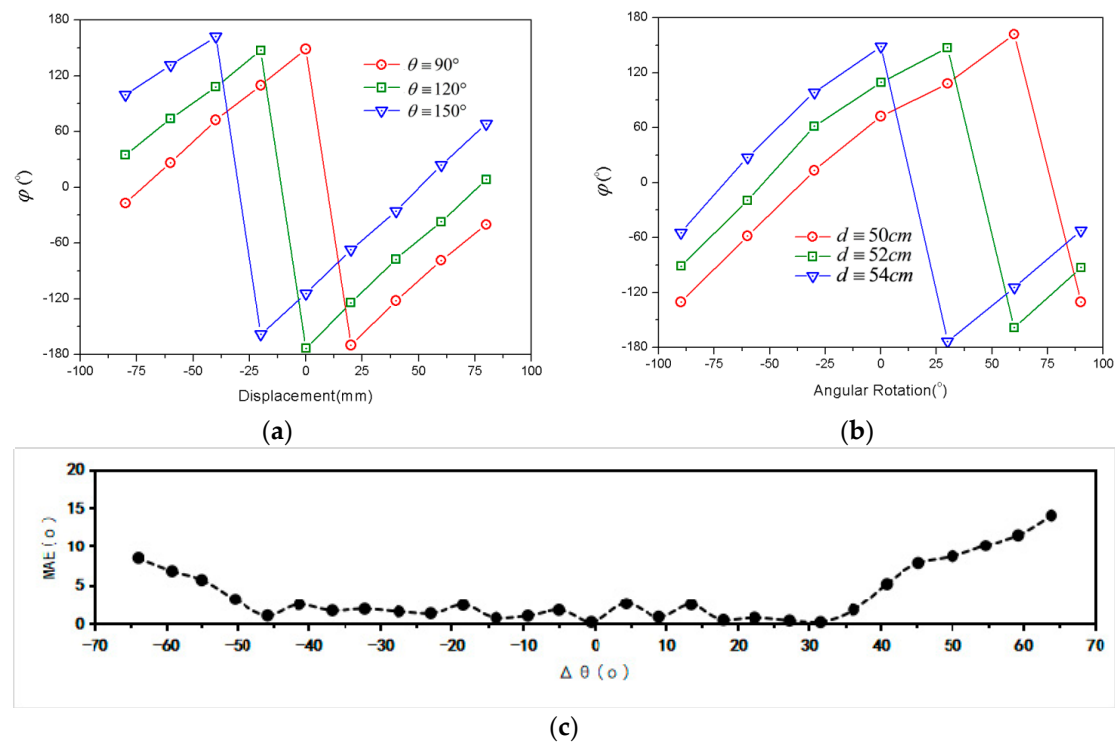 180
120
60
0
-60
-120
-180
φ(°)
θ ≡ 90°
θ ≡ 120°
θ ≡ 150°
-100 -75 -50 -25 0 25 50 75 100
Displacement(mm)
(a)
180
120
60
0
-60
-120
-180
φ(°)
d ≡ 50cm
d ≡ 52cm
d ≡ 54cm
-100 -75 -50 -25 0 25 50 75 100
Angular Rotation(°)
(b)
20
15
10
5
0
MAE(o)
-70 -60 -50 -40 -30 -20 -10 0 10 20 30 40 50 60 70
Δ θ (o)
(c)